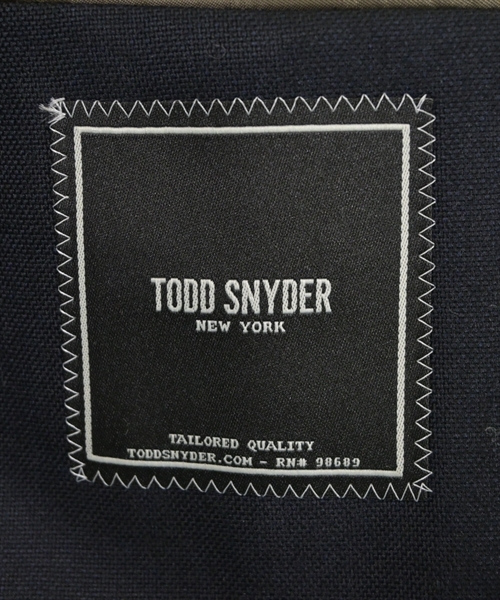 TODD SNYDER
NEW YORK
TAILORED QUALITY
TODDSNYDER.COM – RN# 98689